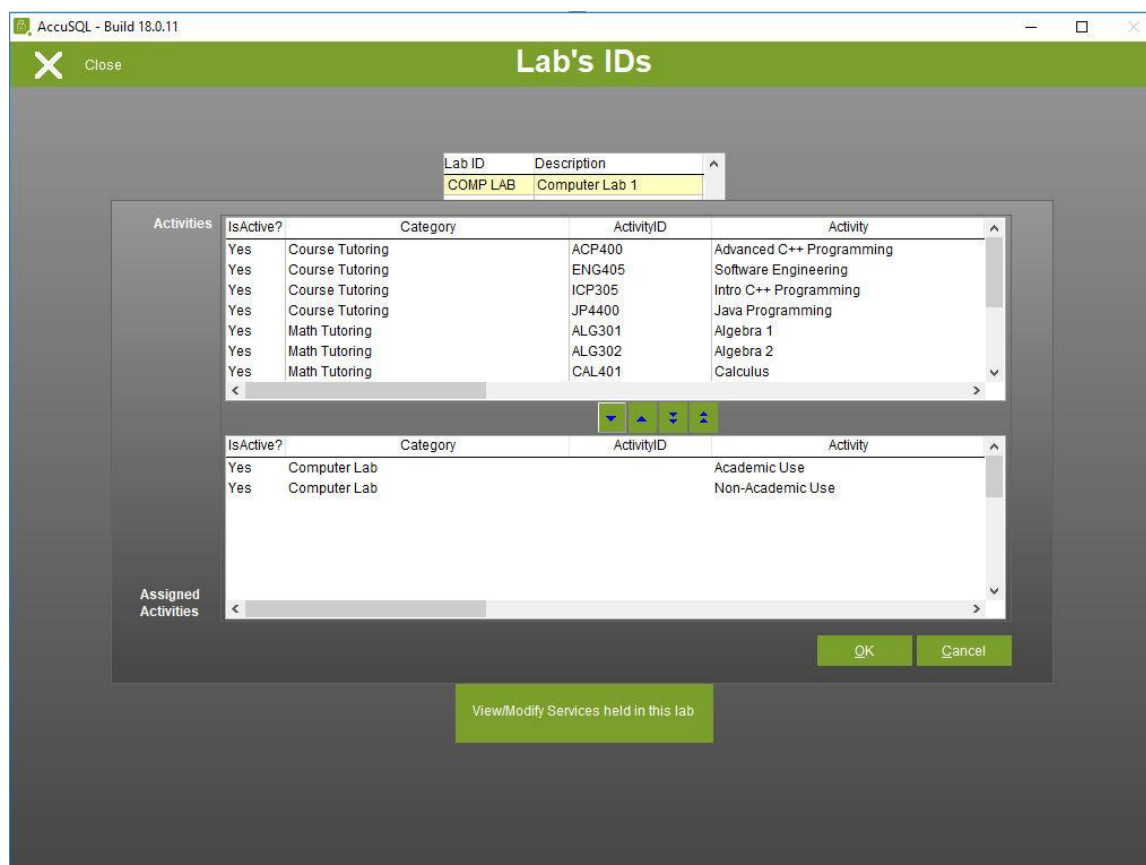 AccuSQL - Build 18.0.11
Close
Lab's IDs
Lab ID Description
COMP LAB Computer Lab 1
Activities
IsActive? Category ActivityID Activity
Yes Course Tutoring ACP400 Advanced C++ Programming
Yes Course Tutoring ENG405 Software Engineering
Yes Course Tutoring ICP305 Intro C++ Programming
Yes Course Tutoring JP4400 Java Programming
Yes Math Tutoring ALG301 Algebra 1
Yes Math Tutoring ALG302 Algebra 2
Yes Math Tutoring CAL401 Calculus
IsActive? Category ActivityID Activity
Yes Computer Lab Academic Use
Yes Computer Lab Non-Academic Use
Assigned
Activities
OK Cancel
View/Modify Services held in this lab